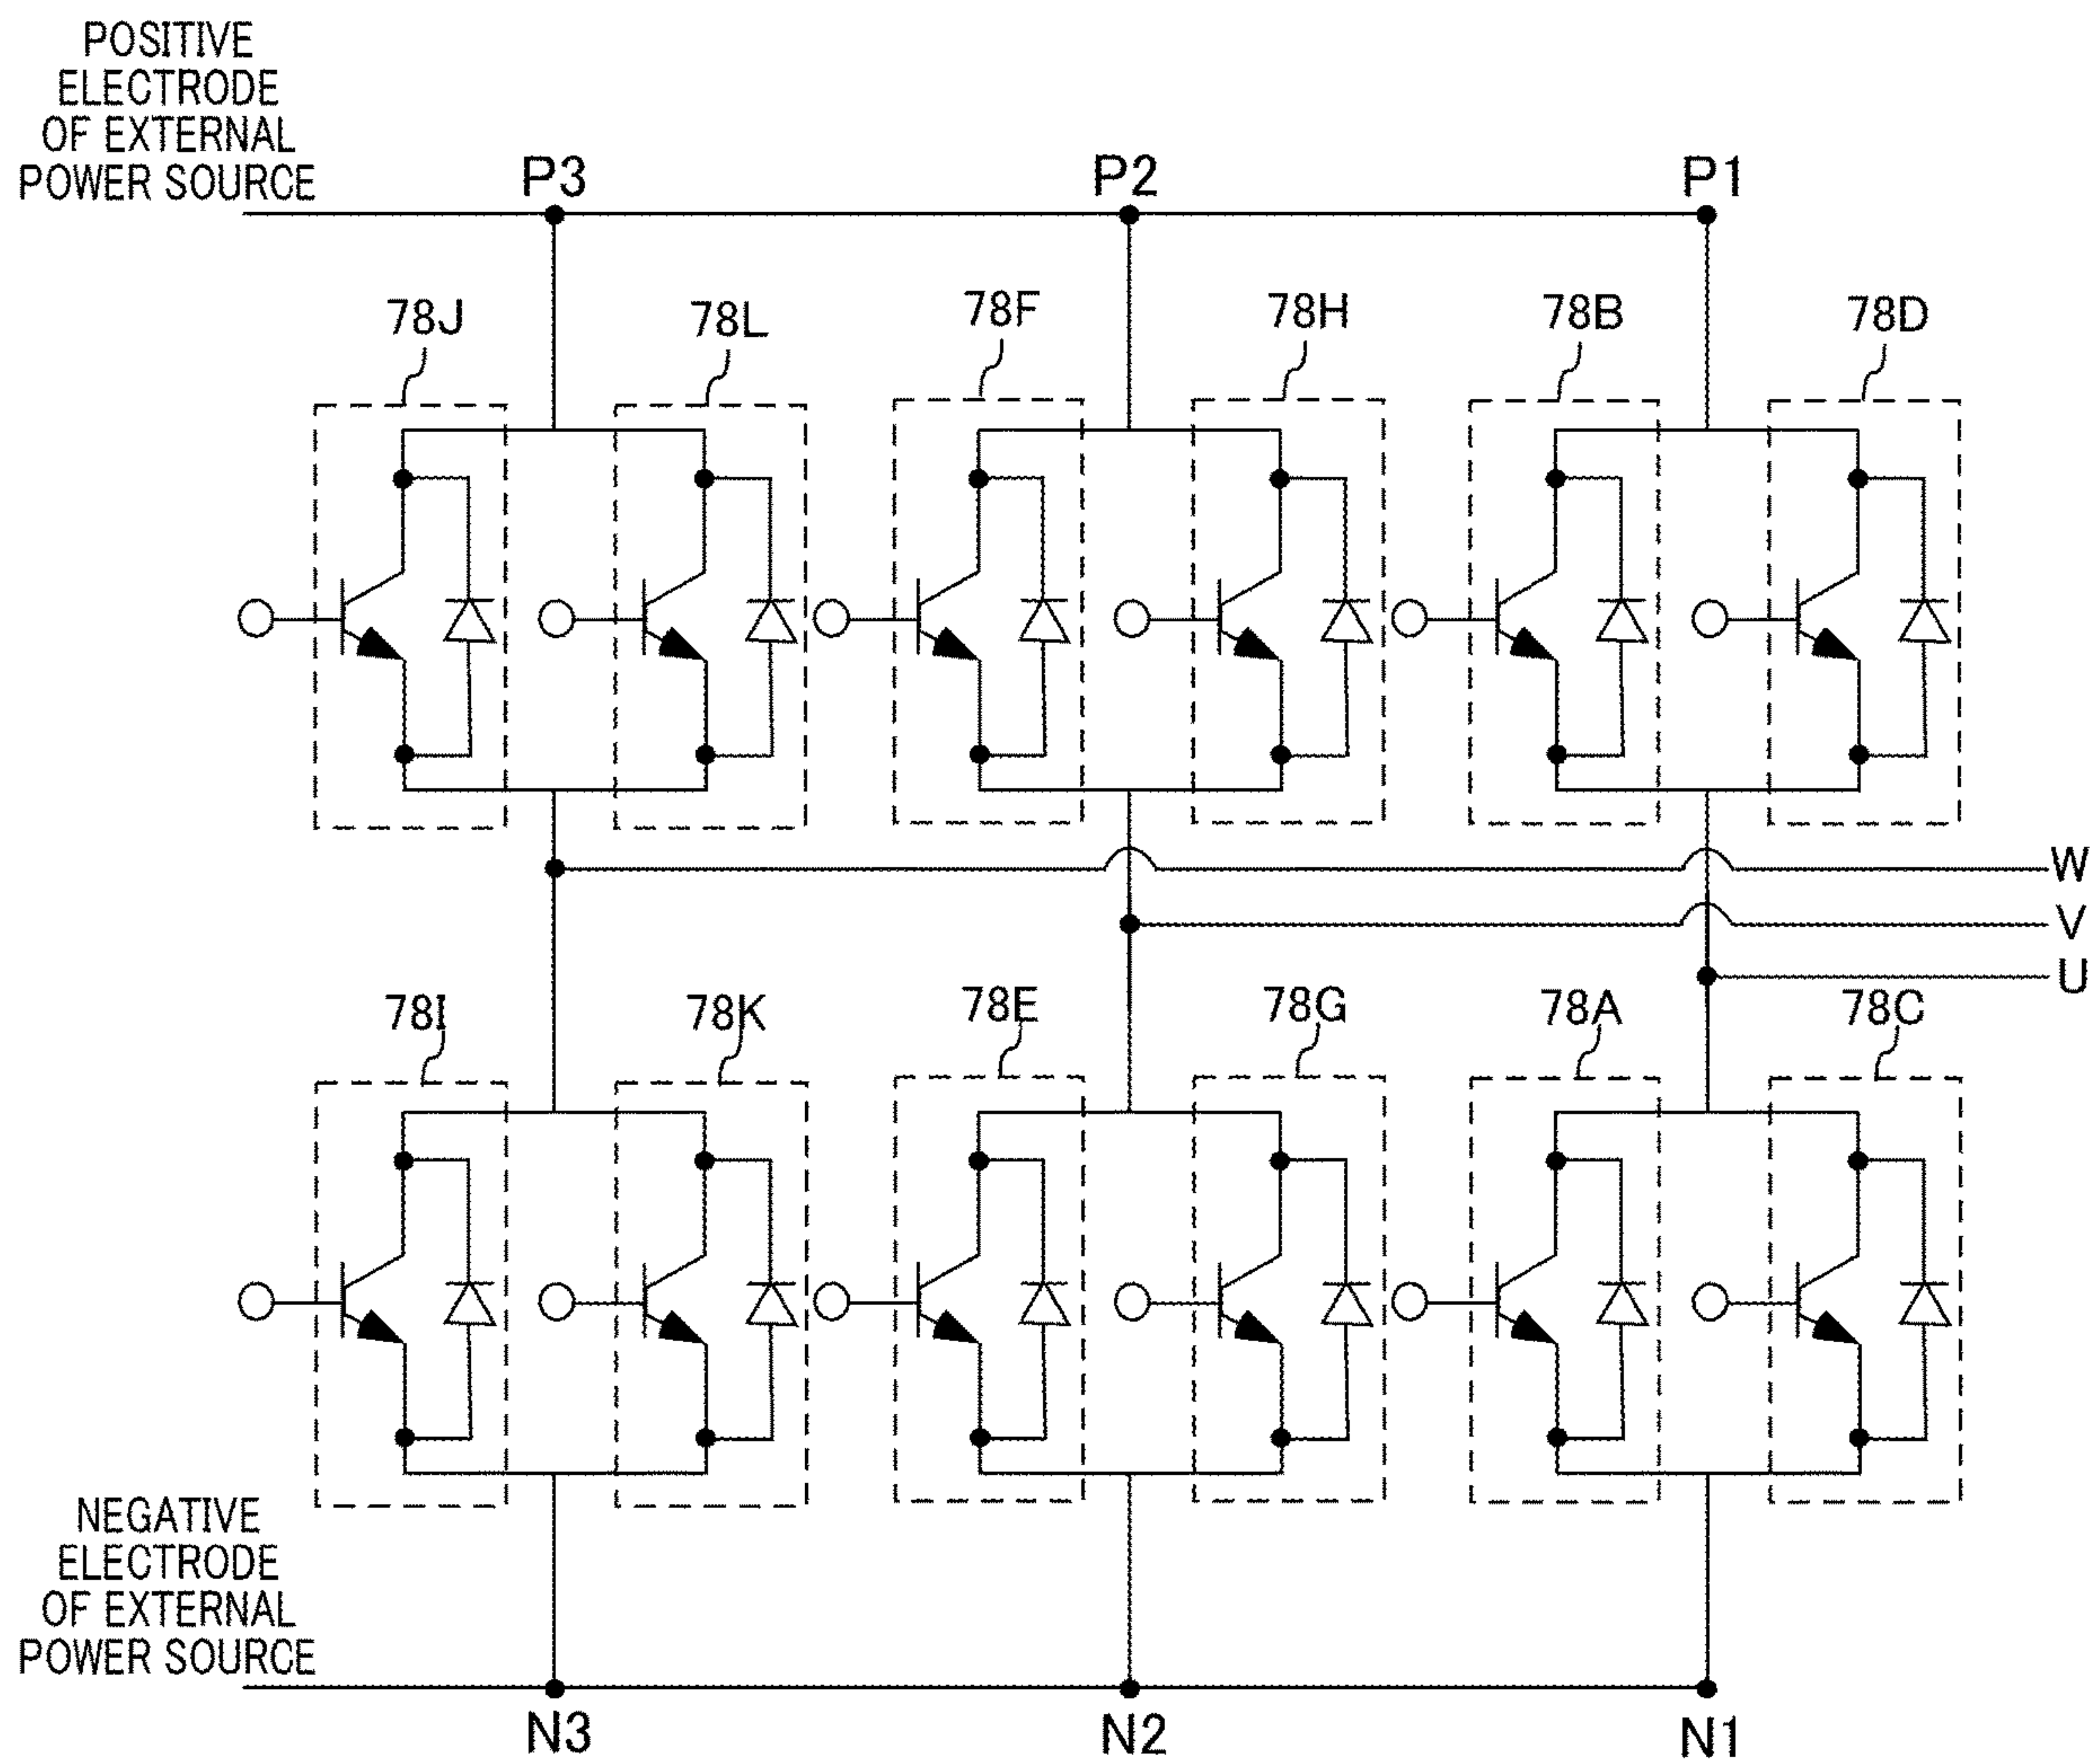 POSITIVE
ELECTRODE
OF EXTERNAL
POWER SOURCE
P3
P2
P1
78J
78L
78F
78H
78B
78D
W
V
U
78I
78K
78E
78G
78A
78C
NEGATIVE
ELECTRODE
OF EXTERNAL
POWER SOURCE
N3
N2
N1